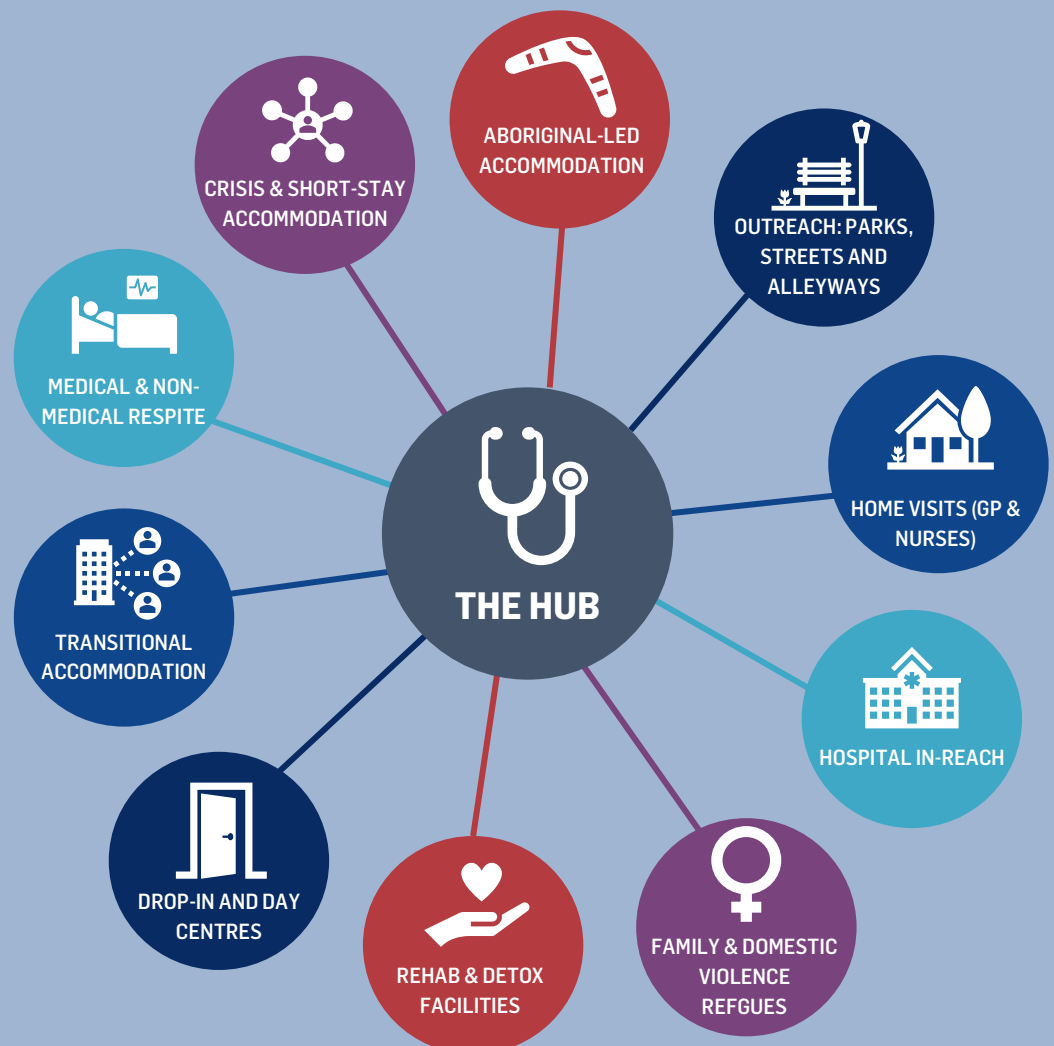 ABORIGINAL-LED
ACCOMMODATION
CRISIS & SHORT-STAY
ACCOMMODATION
OUTREACH: PARKS,
STREETS AND
ALLEYWAYS
MEDICAL & NON-
MEDICAL RESPITE
HOME VISITS (GP &
NURSES)
THE HUB
TRANSITIONAL
ACCOMMODATION
HOSPITAL IN-REACH
DROP-IN AND DAY
CENTRES
REHAB & DETOX
FACILITIES
FAMILY & DOMESTIC
VIOLENCE
REFGUES